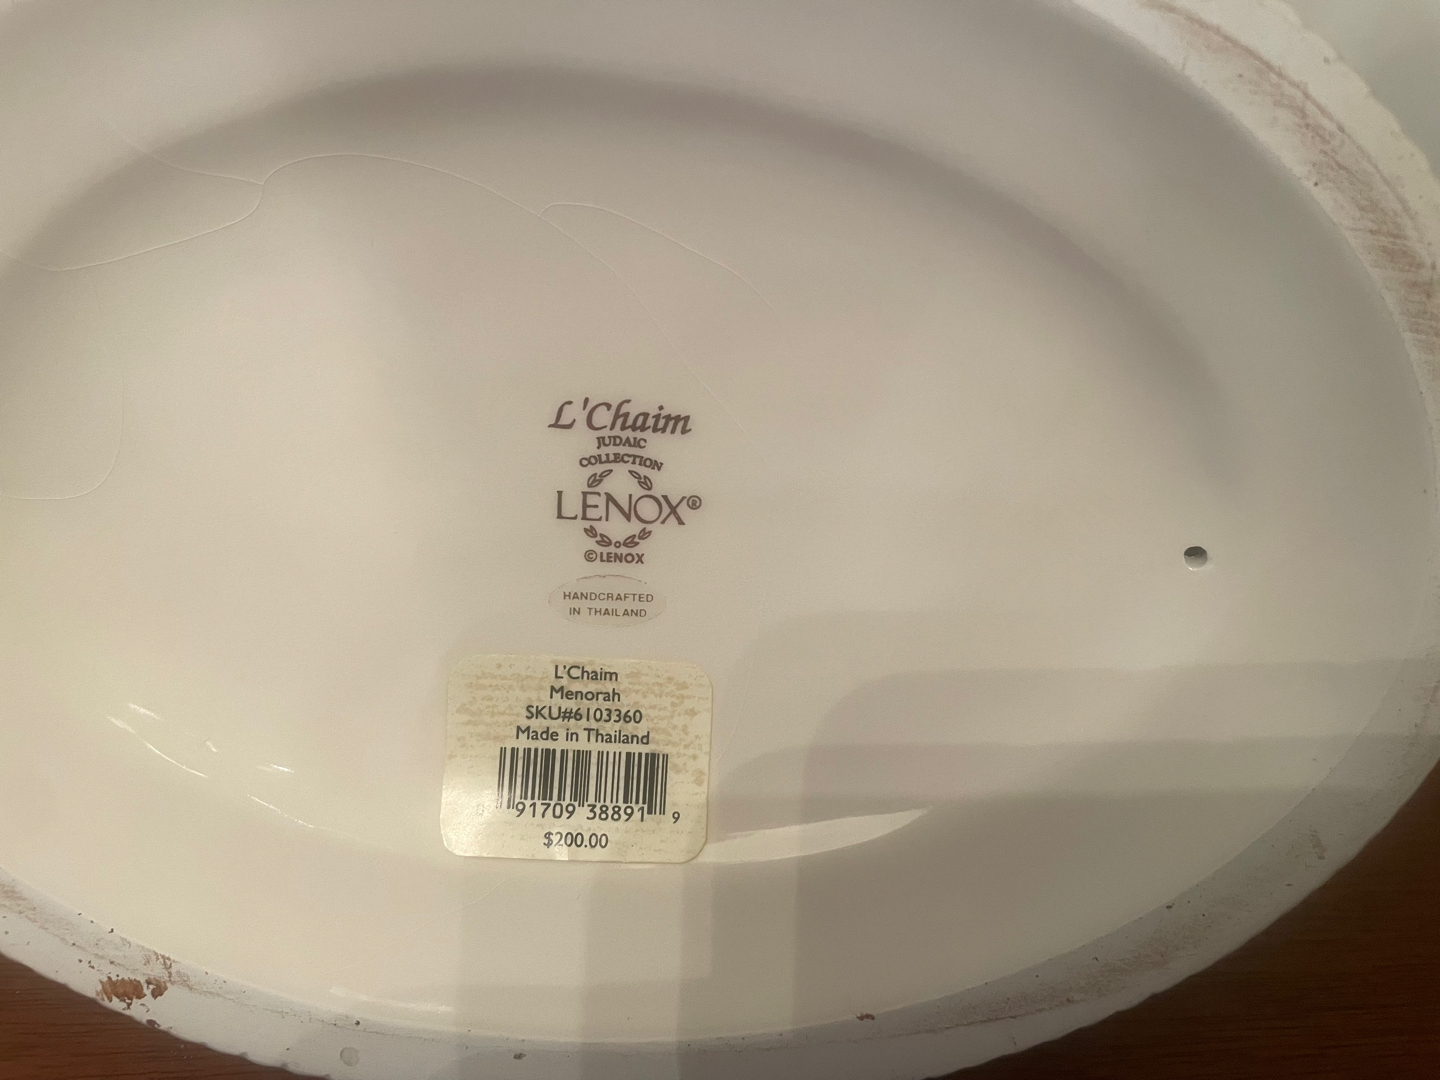 L'Chaim
JUDAIC
COLLECTION
LENOX®
©LENOX
HANDCRAFTED
IN THAILAND
L'Chaim
Menorah
SKU#6103360
Made in Thailand
0 91709 38891 9
$200.00